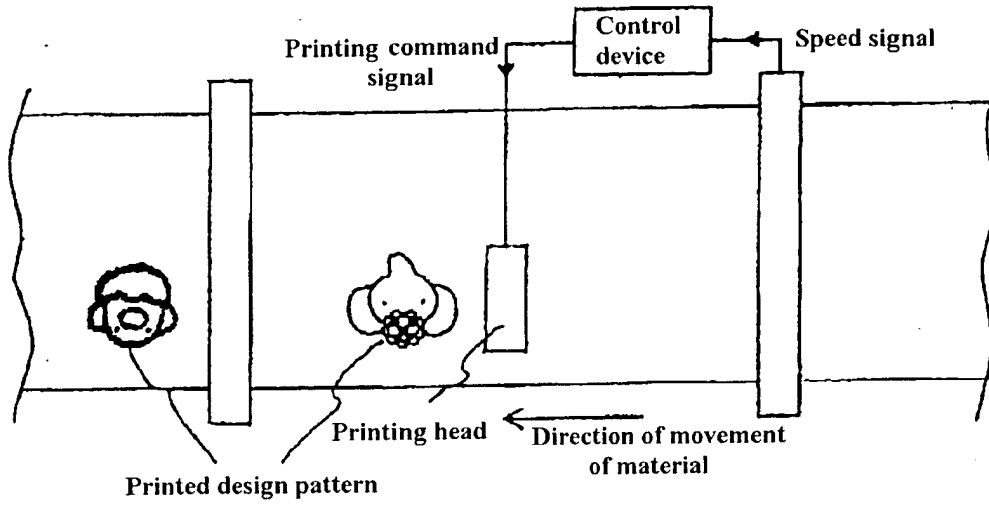 Printing command
signal
Control
device
Speed signal
Printing head
Direction of movement
of material
Printed design pattern